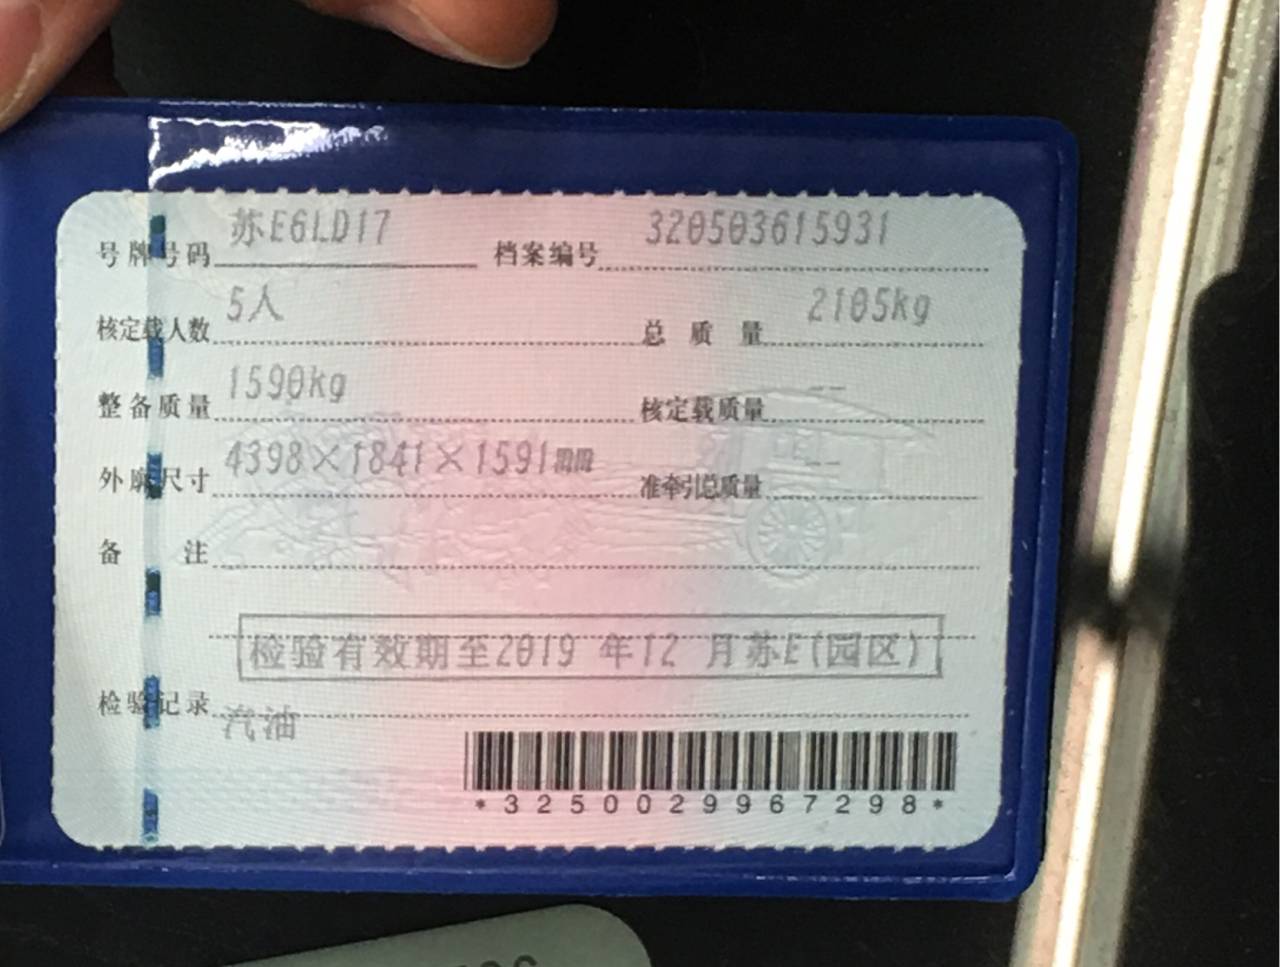 号牌号码 苏E6LD17 档案编号 320503615931
核定载人数 5人 总质量 2105kg
整备质量 1590kg 核定载质量 --
外廓尺寸 4398×1841×1591mm 准牵引总质量 --
备注
检验有效期至2019 年12 月苏E(园区)
检验记录
汽油
*3250029967298*